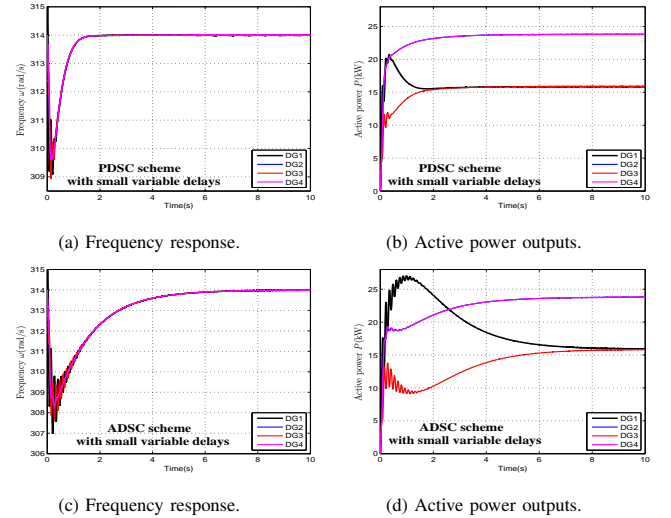 315
314
313
312
311
310
309
0
2
4
6
8
10
Frequency ω(rad/s)
Time(s)
PDSC scheme
with small variable delays
DG1
DG2
DG3
DG4
(a) Frequency response.
25
20
15
10
5
0
0
2
4
6
8
10
Active power P(kW)
Time(s)
PDSC scheme
with small variable delays
DG1
DG2
DG3
DG4
(b) Active power outputs.
315
314
313
312
311
310
309
308
307
306
0
2
4
6
8
10
Frequency ω(rad/s)
Time(s)
ADSC scheme
with small variable delays
DG1
DG2
DG3
DG4
(c) Frequency response.
25
20
15
10
5
0
0
2
4
6
8
10
Active power P(kW)
Time(s)
ADSC scheme
with small variable delays
DG1
DG2
DG3
DG4
(d) Active power outputs.